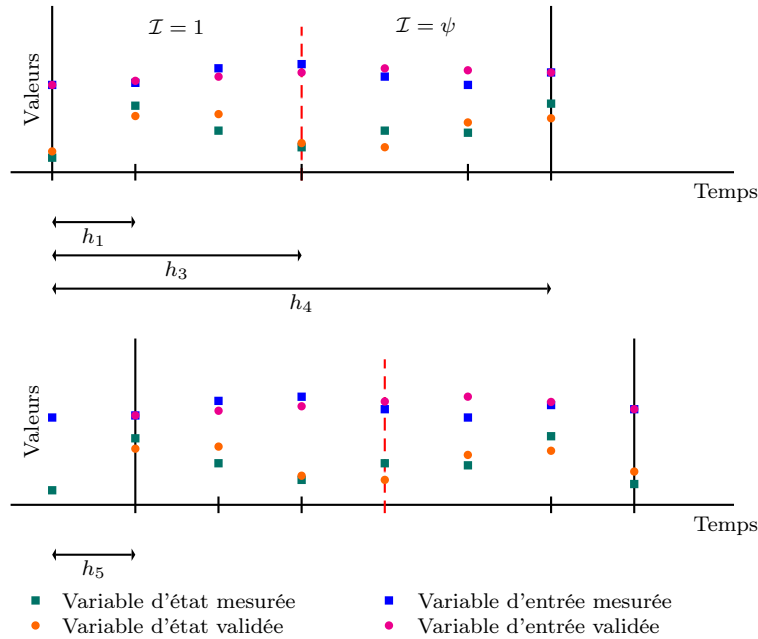 𝓘 = 1
𝓘 = ψ
Valeurs
Temps
h₁
h₃
h₄
Valeurs
Temps
h₅
Variable d'état mesurée
Variable d'entrée mesurée
Variable d'état validée
Variable d'entrée validée